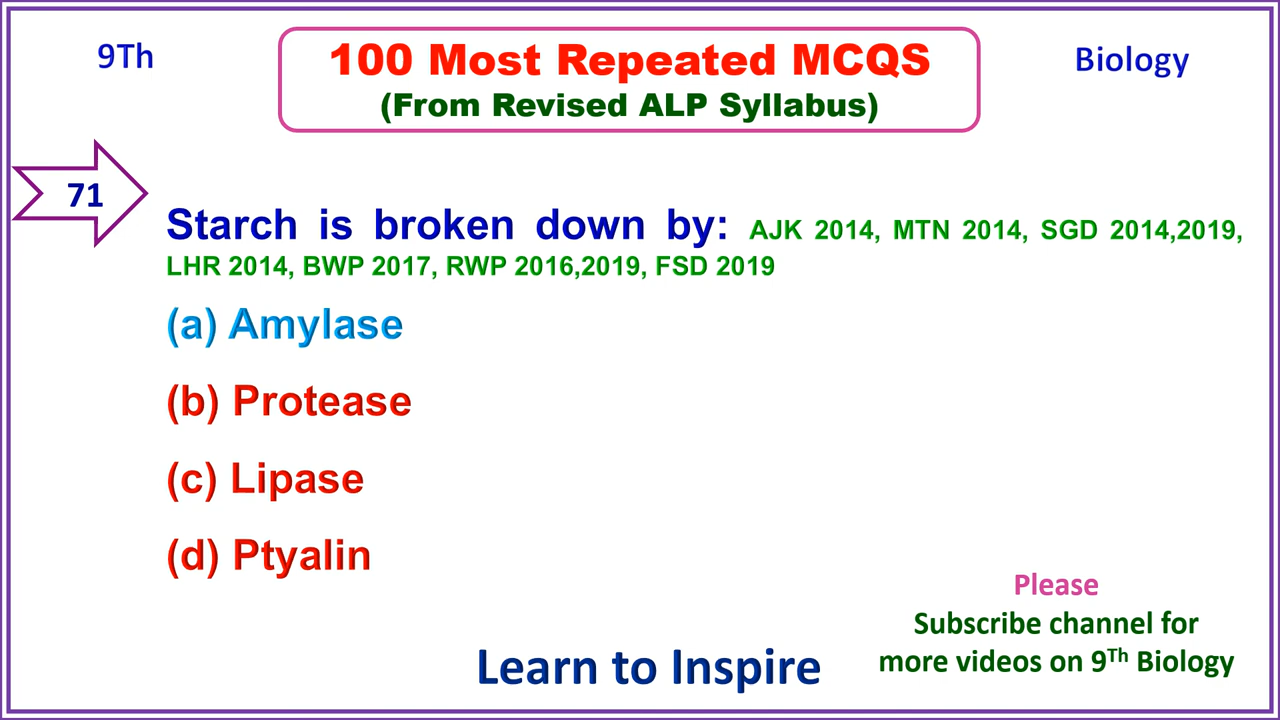 9Th
100 Most Repeated MCQS
Biology
(From Revised ALP Syllabus)
71
Starch is broken down by: AJK 2014, MTN 2014, SGD 2014,2019,
LHR 2014, BWP 2017, RWP 2016,2019, FSD 2019
(a) Amylase
(b) Protease
(c) Lipase
(d) Ptyalin
Please
Subscribe channel for
more videos on 9Th Biology
Learn to Inspire